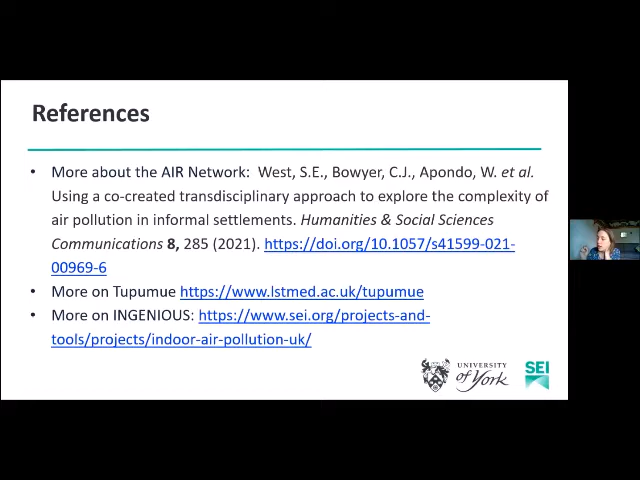 References
• More about the AIR Network: West, S.E., Bowyer, C.J., Apondo, W. et al.
Using a co-created transdisciplinary approach to explore the complexity of
air pollution in informal settlements. Humanities & Social Sciences
Communications 8, 285 (2021). https://doi.org/10.1057/s41599-021-
00969-6
• More on Tupumue https://www.lstmed.ac.uk/tupumue
• More on INGENIOUS: https://www.sei.org/projects-and-
tools/projects/indoor-air-pollution-uk/
UNIVERSITY
of York
SEI